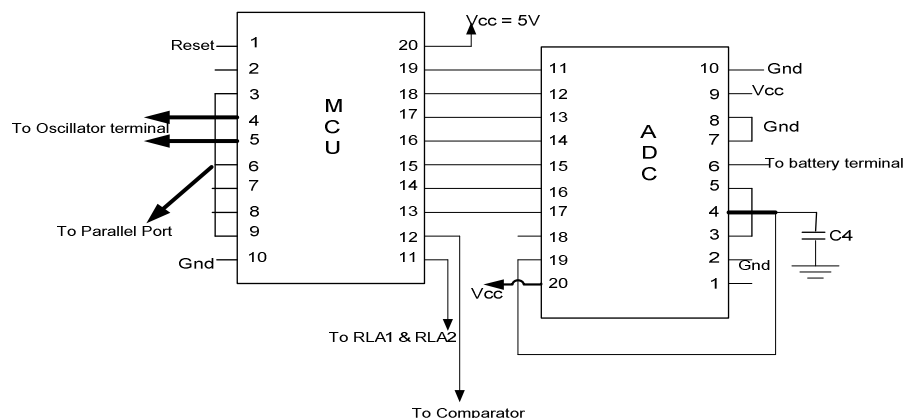 Vcc = 5V
Reset
To Oscillator terminal
To Parallel Port
Gnd
1
2
3
4
5
6
7
8
9
10
MCU
20
19
18
17
16
15
14
13
12
11
To RLA1 & RLA2
To Comparator
11
12
13
14
15
16
17
18
19
20
Vcc
ADC
10
9
8
7
6
5
4
3
2
1
Gnd
Vcc
Gnd
To battery terminal
C4
Gnd